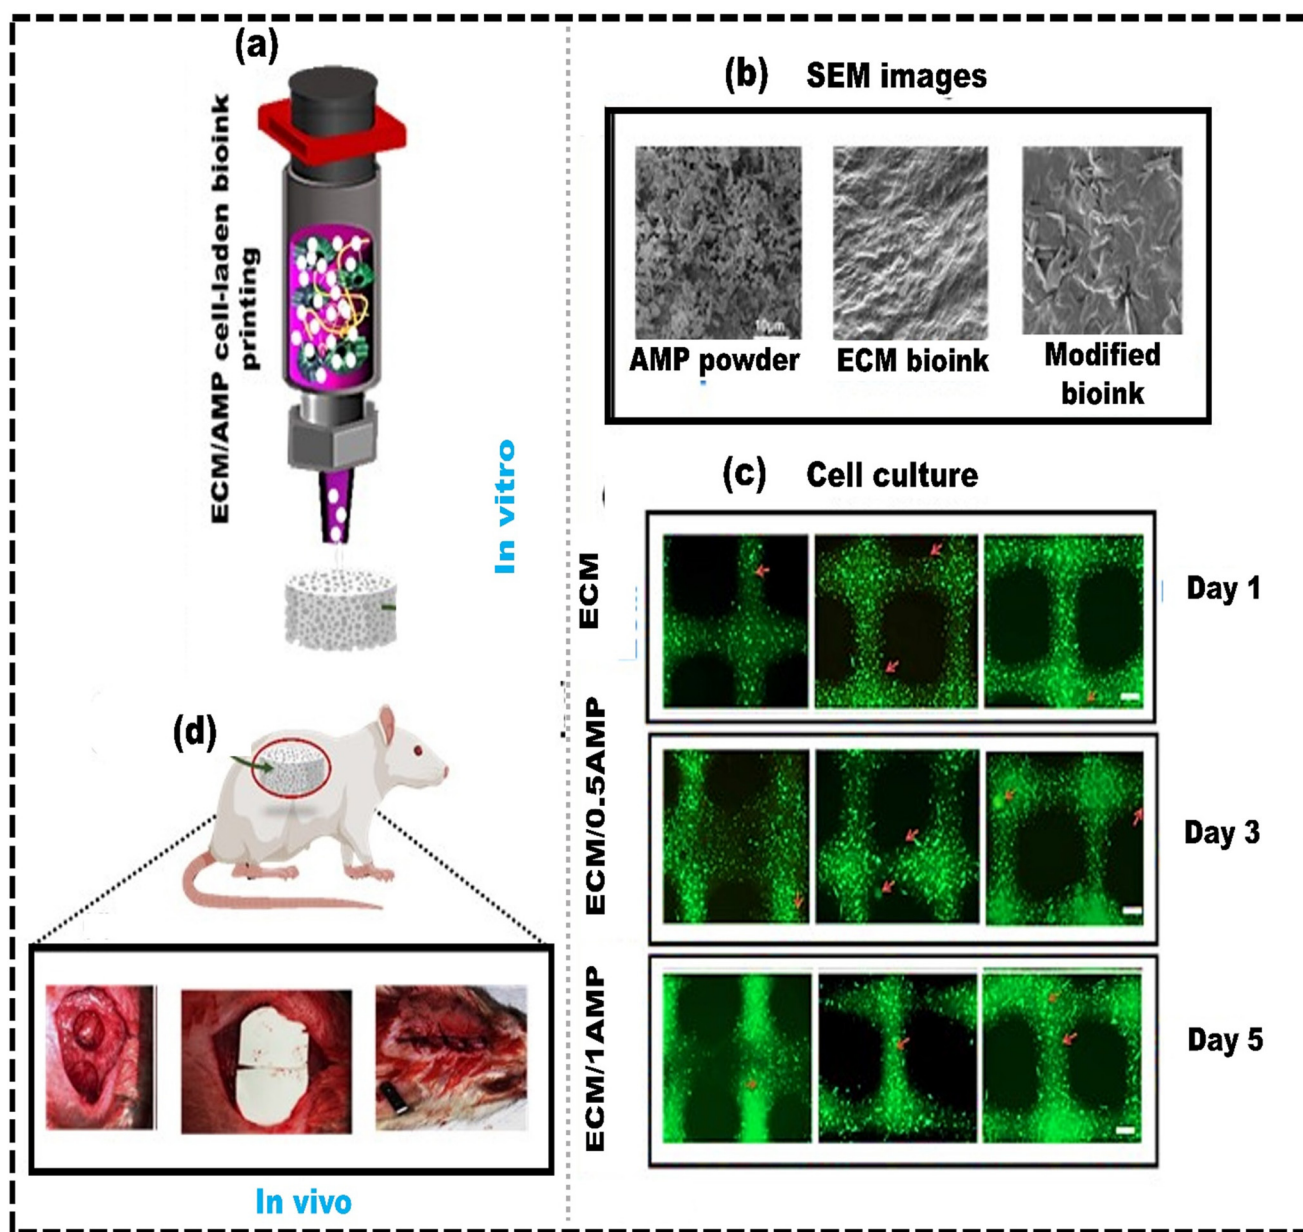 (a)
ECM/AMP cell-laden bioink
printing
In vitro
(b) SEM images
10µm
AMP powder
ECM bioink
Modified
bioink
(c) Cell culture
ECM
Day 1
ECM/0.5AMP
Day 3
ECM/1AMP
Day 5
(d)
In vivo